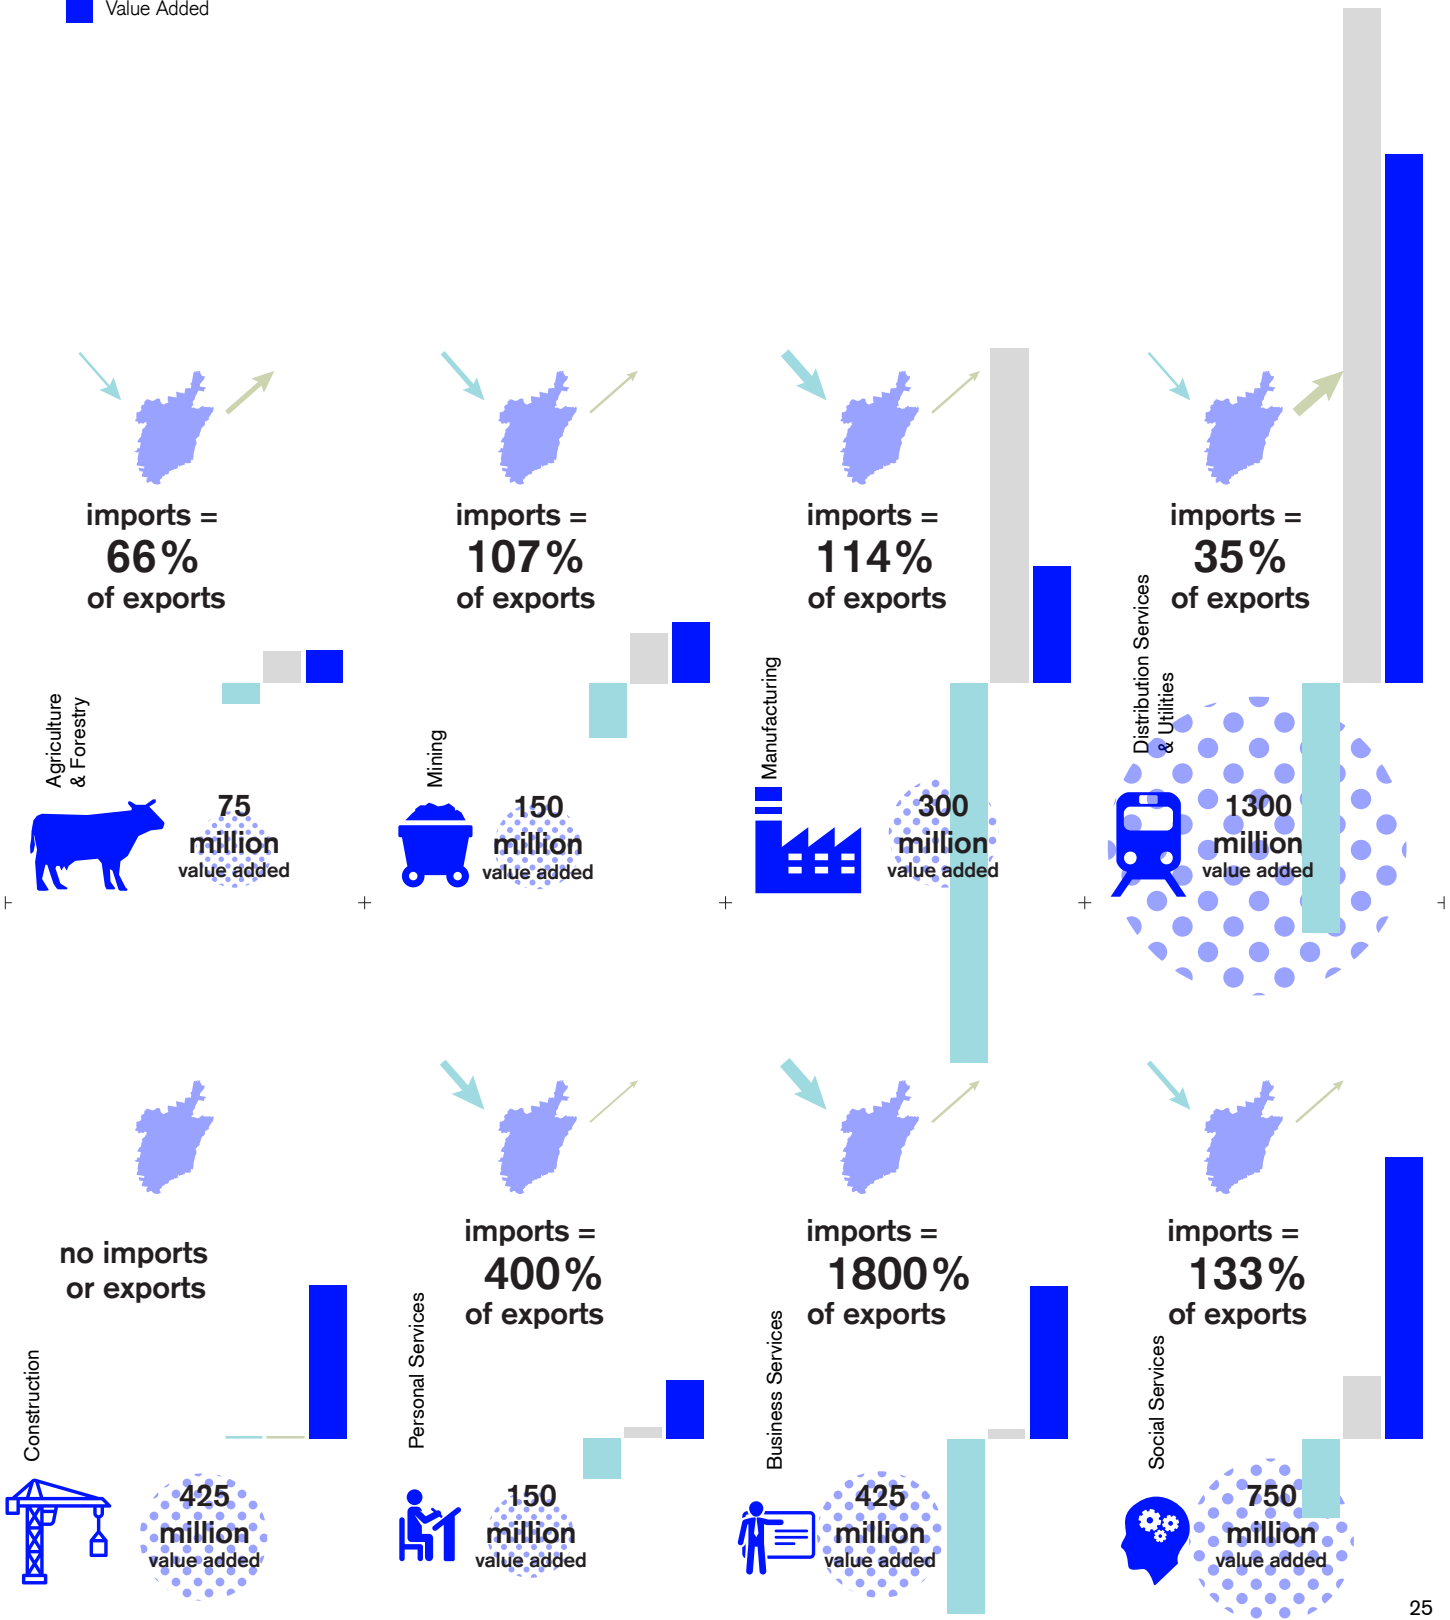 Value Added
imports =
66%
of exports
imports =
107%
of exports
imports =
114%
of exports
imports =
35%
of exports
Agriculture
& Forestry
75
million
value added
Mining
150
million
value added
Manufacturing
300
million
value added
Distribution Services
& Utilities
1300
million
value added
no imports
or exports
imports =
400%
of exports
imports =
1800%
of exports
imports =
133%
of exports
Construction
425
million
value added
Personal Services
150
million
value added
Business Services
425
million
value added
Social Services
750
million
value added
25